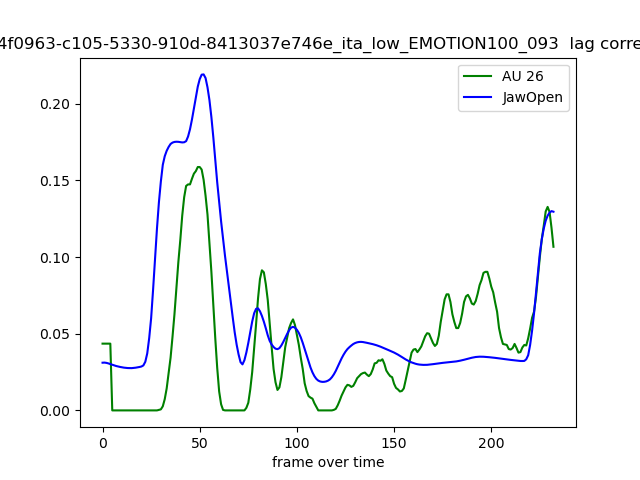 4f0963-c105-5330-910d-8413037e746e_ita_low_EMOTION100_093  lag corre
AU 26
JawOpen
0.20
0.15
0.10
0.05
0.00
0 50 100 150 200
frame over time